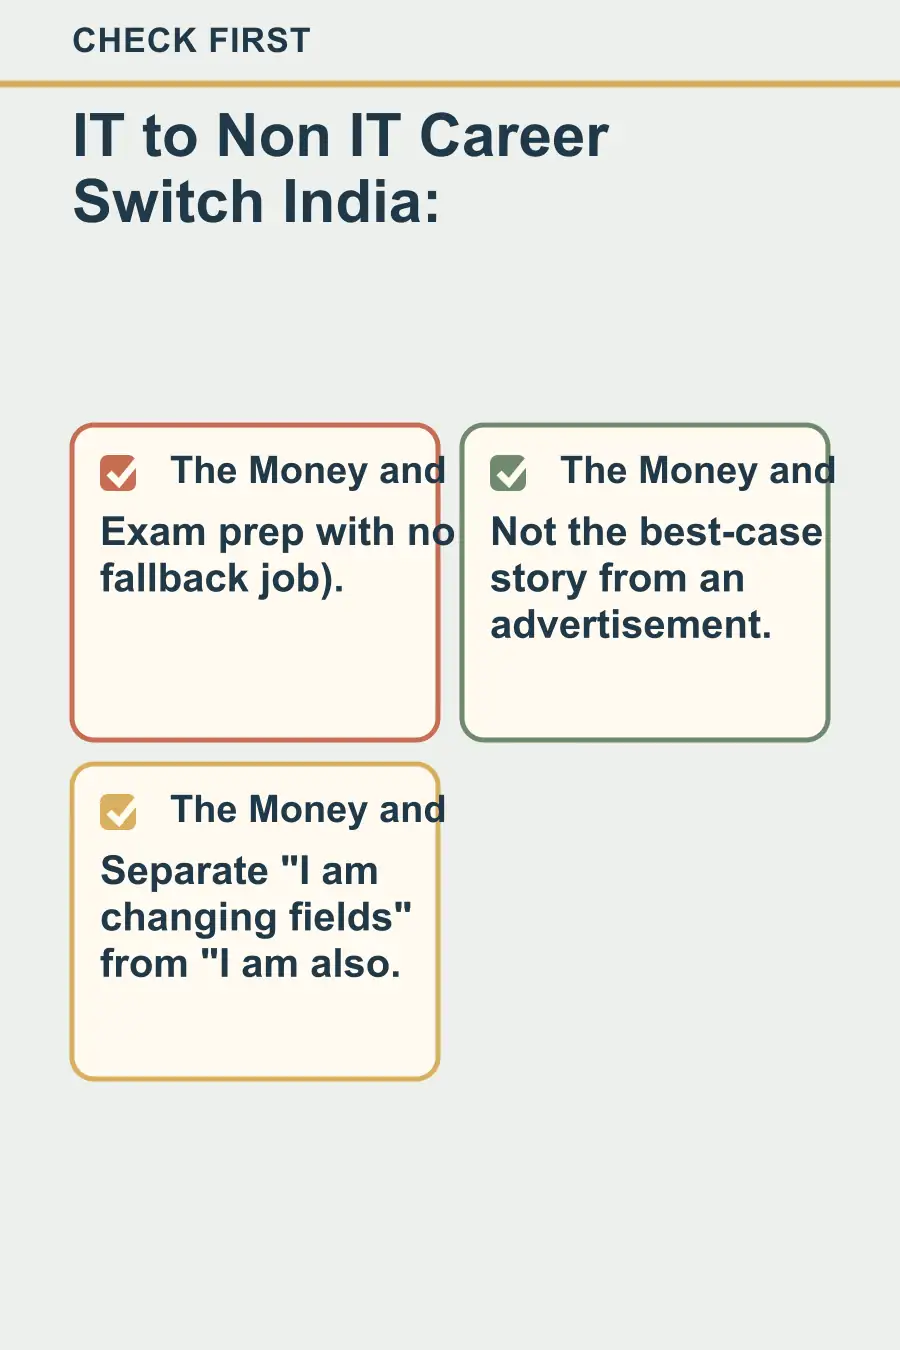 CHECK FIRST
IT to Non IT Career
Switch India:
The Money and
Exam prep with no
fallback job).
The Money and
Not the best-case
story from an
advertisement.
The Money and
Separate "I am
changing fields"
from "I am also.